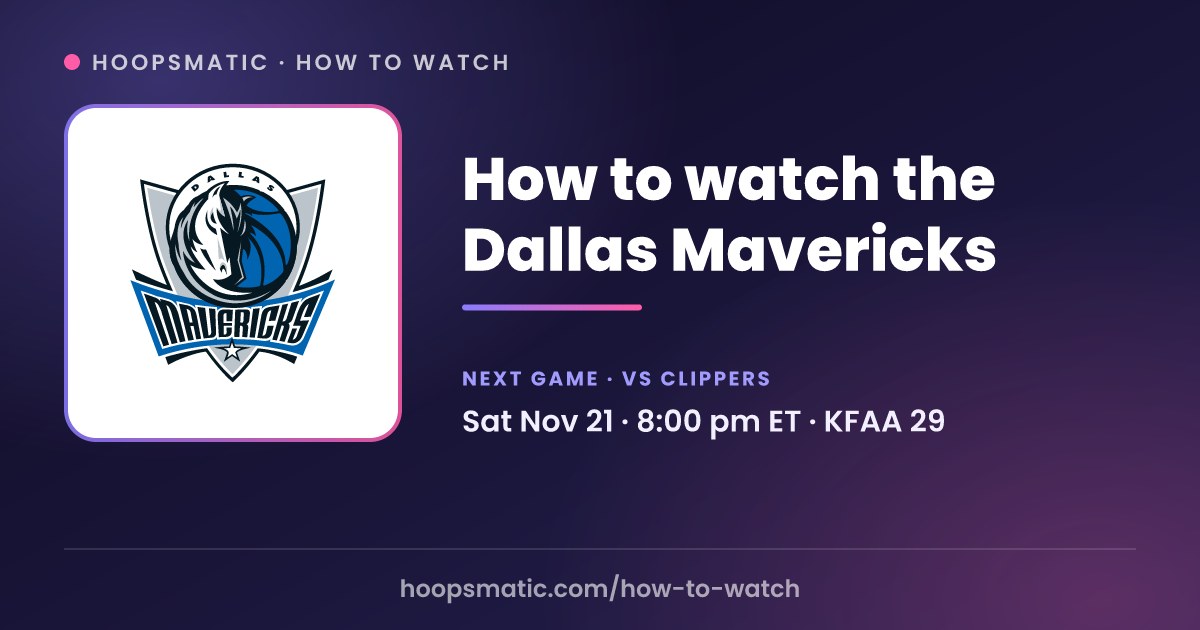 HOOPSMATIC · HOW TO WATCH
DALLAS
MAVERICKS
How to watch the
Dallas Mavericks
NEXT GAME · VS CLIPPERS
Sat Nov 21 · 8:00 pm ET · KFAA 29
hoopsmatic.com/how-to-watch